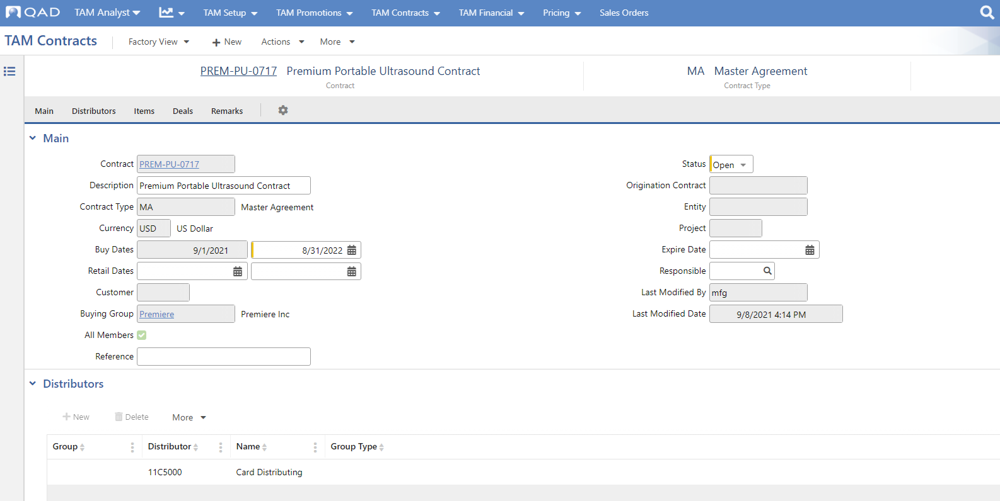 QAD TAM Analyst TAM Setup TAM Promotions TAM Contracts TAM Financial Pricing Sales Orders
TAM Contracts Factory View New Actions More
PREM-PU-0717 Premium Portable Ultrasound Contract MA Master Agreement
Contract Contract Type
Main Distributors Items Deals Remarks
Main
Contract PREM-PU-0717 Status Open
Description Premium Portable Ultrasound Contract Origination Contract
Contract Type MA Master Agreement Entity
Currency USD US Dollar Project
Buy Dates 9/1/2021 8/31/2022 Expire Date
Retail Dates Responsible
Customer Last Modified By mfg
Buying Group Premiere Premiere Inc Last Modified Date 9/8/2021 4:14 PM
All Members
Reference
Distributors
New Delete More
Group Distributor Name Group Type
11C5000 Card Distributing